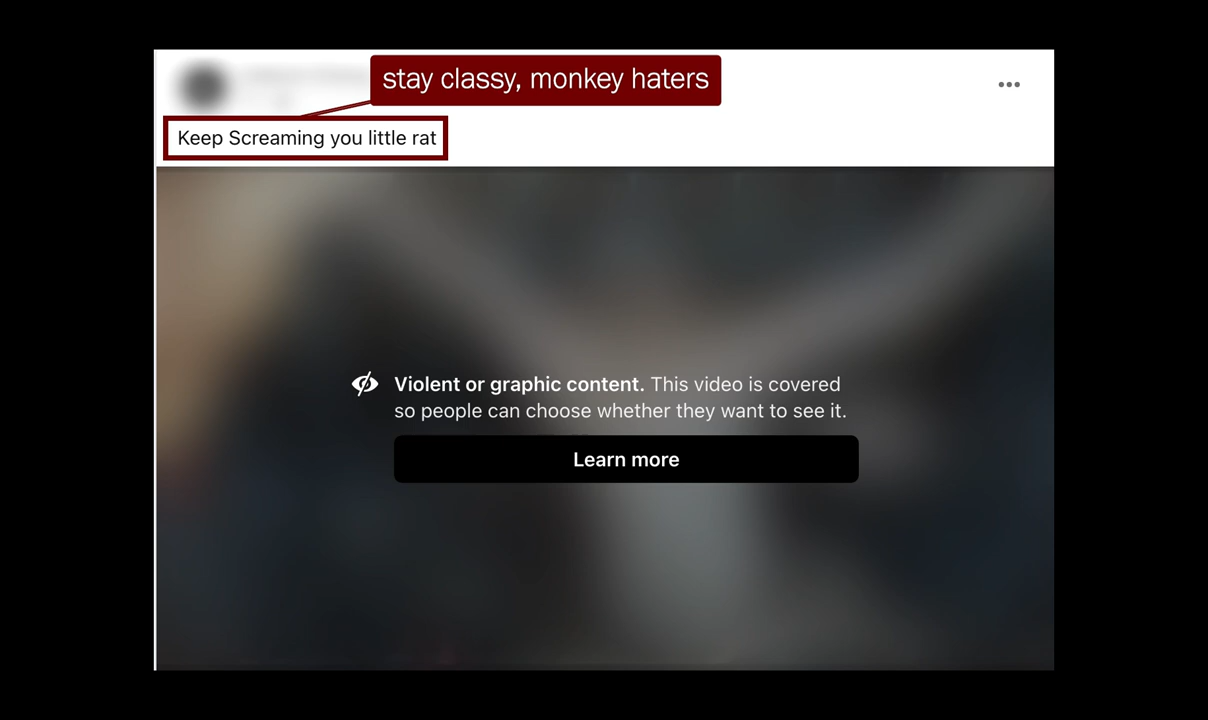 stay classy, monkey haters
Keep Screaming you little rat
Violent or graphic content. This video is covered
so people can choose whether they want to see it.
Learn more